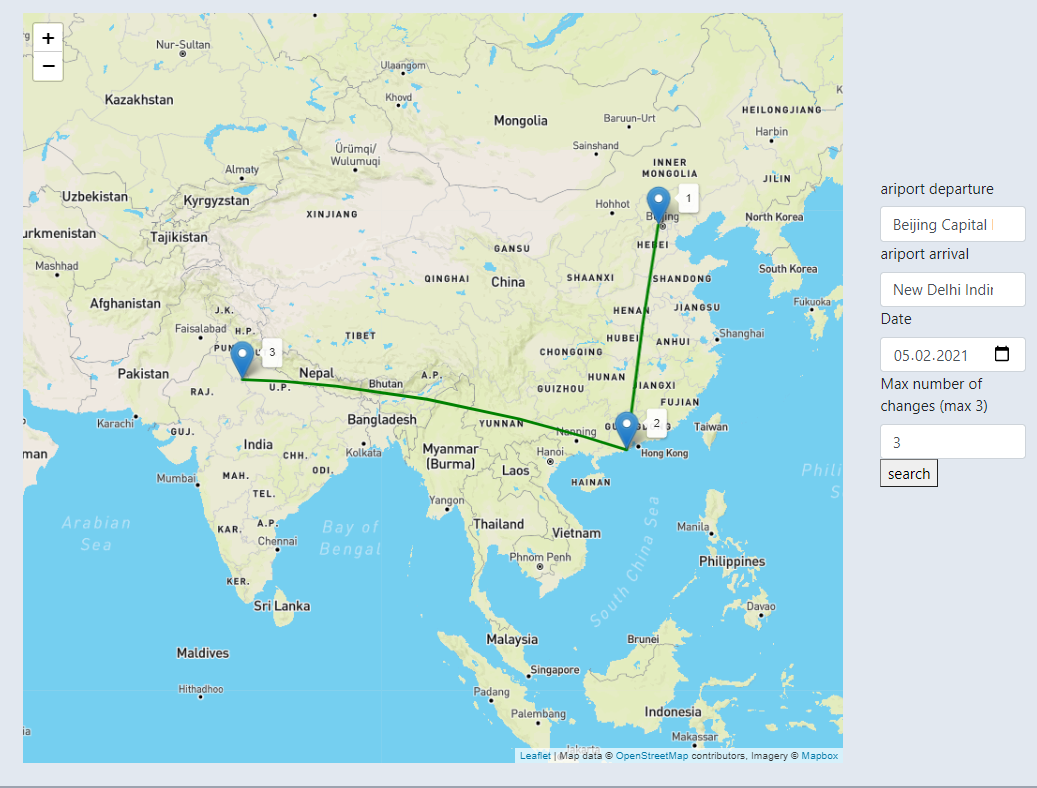 +
−
Nur-Sultan
Ulaangom
Kazakhstan
Khovd
Mongolia
Baruun-Urt
HEILONGJIANG
Harbin
Sainshand
Ürümqi/
Wulumuqi
INNER
MONGOLIA
Almaty
JILIN
Uzbekistan
Kyrgyzstan
XINJIANG
Hohhot
1
Beijing
North Korea
urkmenistan
Tajikistan
HEBEI
GANSU
Mashhad
QINGHAI
China
SHAANXI
SHANDONG
South Korea
Afghanistan
J.K.
HENAN
JIANGSU
Fukuoka
Faisalabad
H.P.
TIBET
HUBEI
ANHUI
Shanghai
3
CHONGQING
Pakistan
Nepal
Bhutan
A.P.
HUNAN
JIANGXI
RAJ.
U.P.
GUIZHOU
FUJIAN
Karachi
GUJ.
Bangladesh
YUNNAN
2
Taiwan
Nanning
India
CHH.
Kolkata
Myanmar
(Burma)
Hanoi
Hong Kong
Laos
MAH.
ODI.
Mumbai
HAINAN
TEL.
Yangon
Arabian
Sea
KAR.
A.P.
Bay of
Bengal
Thailand
Vietnam
South China Sea
Manila
Chennai
Phnom Penh
Philippines
KER.
Sri Lanka
Davao
Maldives
Malaysia
Brunei
Hithadhoo
Singapore
Padang
Palembang
Indonesia
Makassar
Jakarta
Leaflet | Map data © OpenStreetMap contributors, Imagery © Mapbox
ariport departure
Beijing Capital
ariport arrival
New Delhi Indir
Date
05.02.2021
Max number of
changes (max 3)
3
search